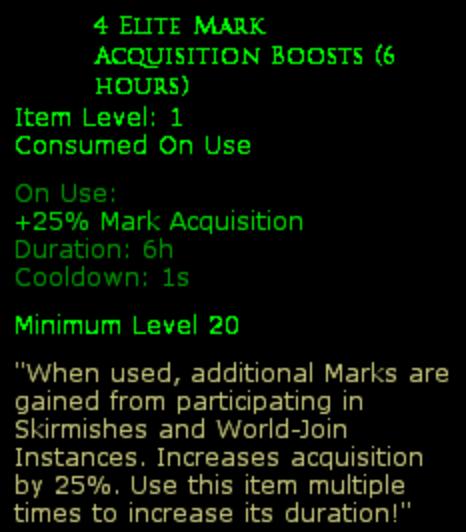 4 Elite Mark
Acquisition Boosts (6
hours)
Item Level: 1
Consumed On Use
On Use:
+25% Mark Acquisition
Duration: 6h
Cooldown: 1s
Minimum Level 20
"When used, additional Marks are
gained from participating in
Skirmishes and World-Join
Instances. Increases acquisition
by 25%. Use this item multiple
times to increase its duration!"